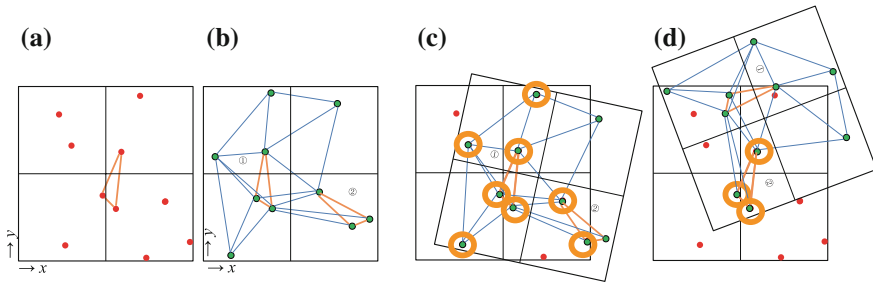 (a)
(b)
(c)
(d)
①
②
①
②
①
②
→ y
→ x
→ y
→ x